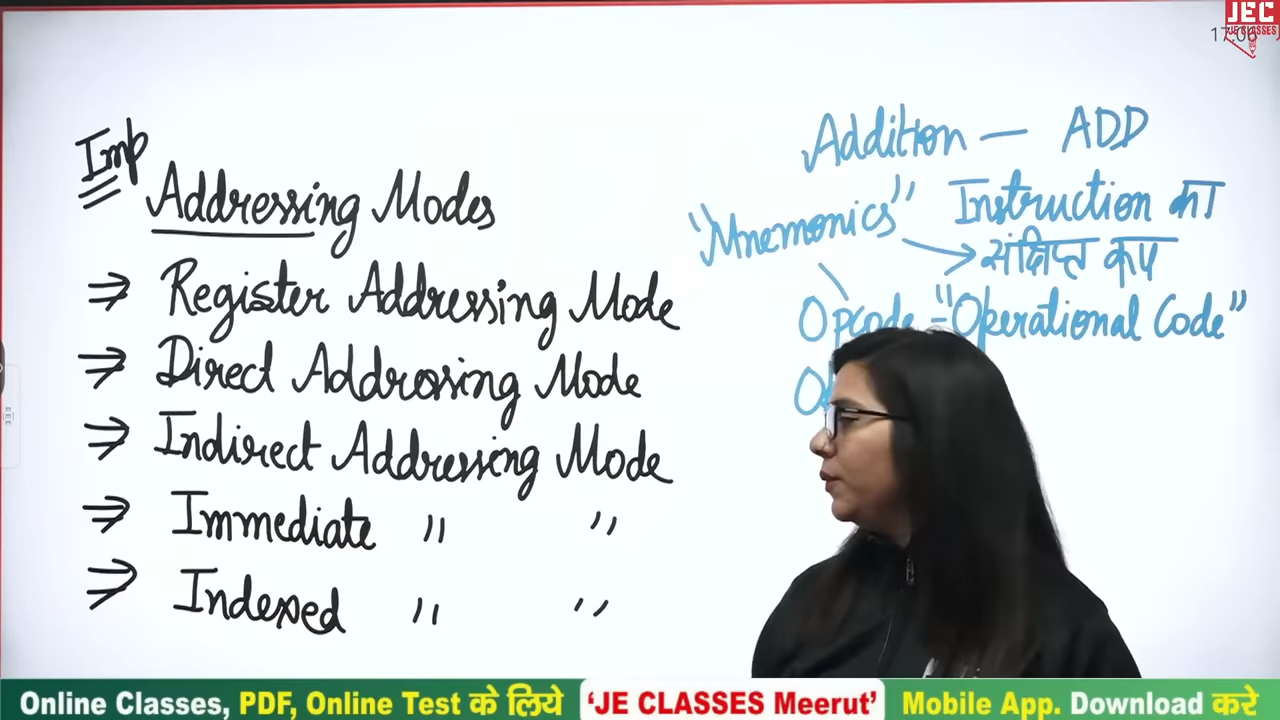 JEC
JE CLASSES
Imp
Addressing Modes
⇒ Register Addressing Mode
⇒ Direct Addressing Mode
⇒ Indirect Addressing Mode
⇒ Immediate " "
⇒ Indexed " "
Addition — ADD
"Mnemonics" → Instruction का
संक्षिप्त रूप
Opcode - "Operational Code"
Online Classes, PDF, Online Test के लिये 'JE CLASSES Meerut' Mobile App. Download करे